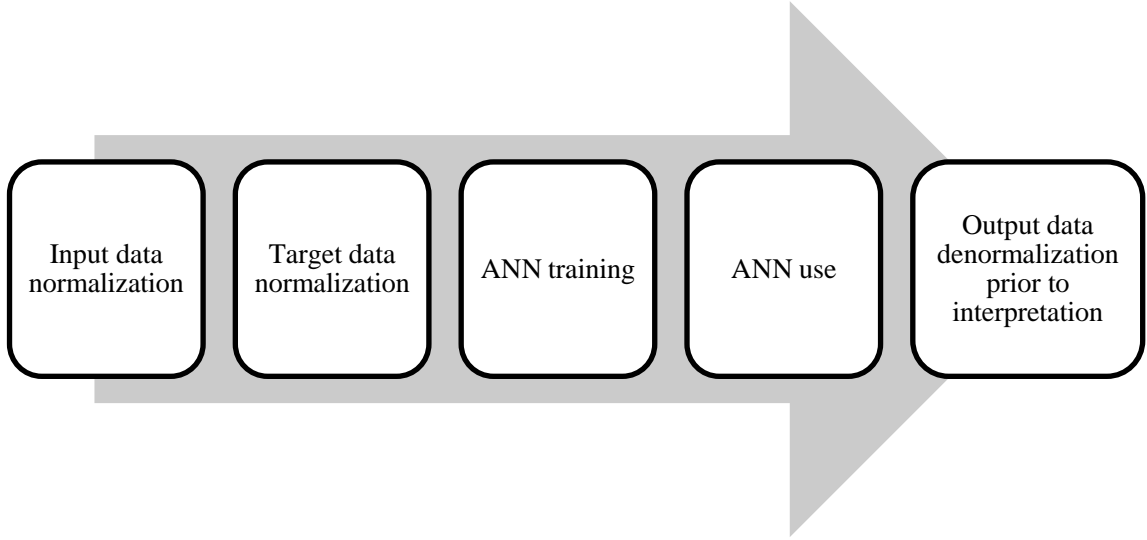 Input data
normalization
Target data
normalization
ANN training
ANN use
Output data
denormalization
prior to
interpretation